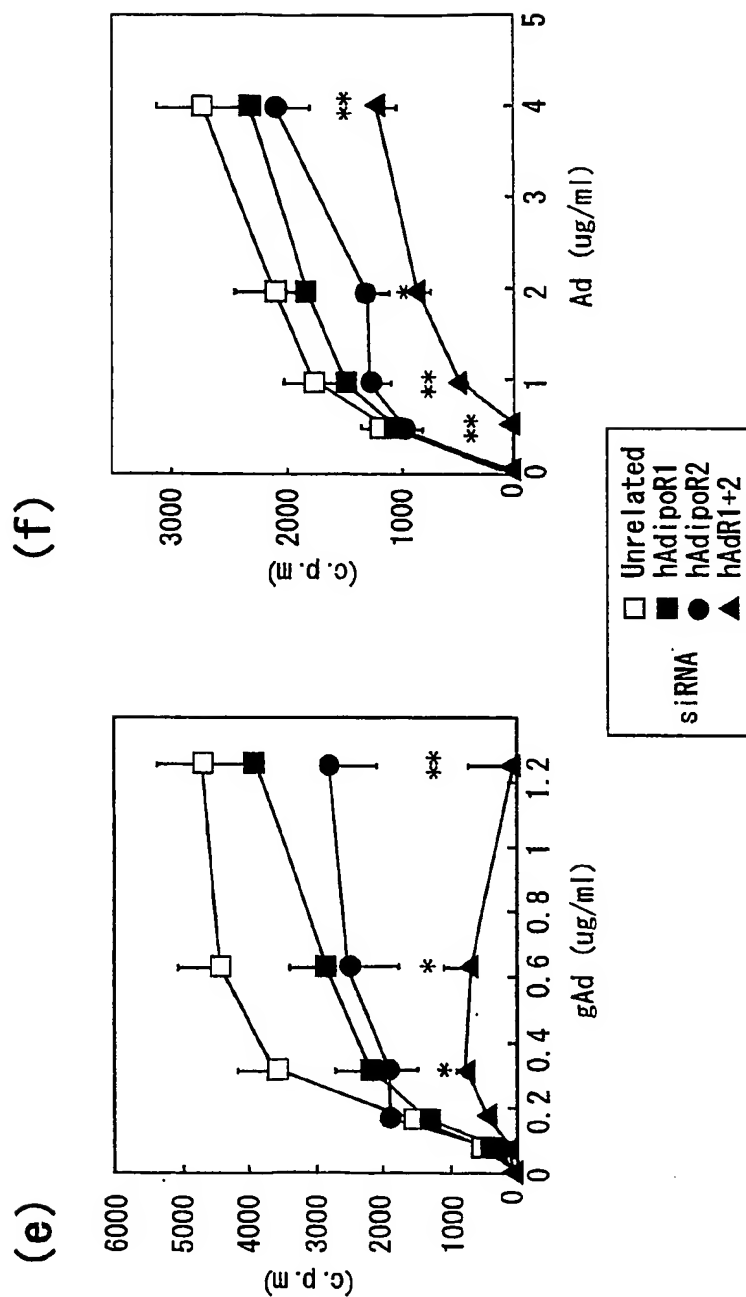 (e)
(c.p.m)
6000
5000
4000
3000
2000
1000
0
0
0.2
0.4
0.6
0.8
1
1.2
gAd (ug/ml)
*
*
**
(f)
(c.p.m)
3000
2000
1000
0
0
1
2
3
4
5
Ad (ug/ml)
**
**
*
**
siRNA
Unrelated
hAdipoR1
hAdipoR2
hAdR1+2